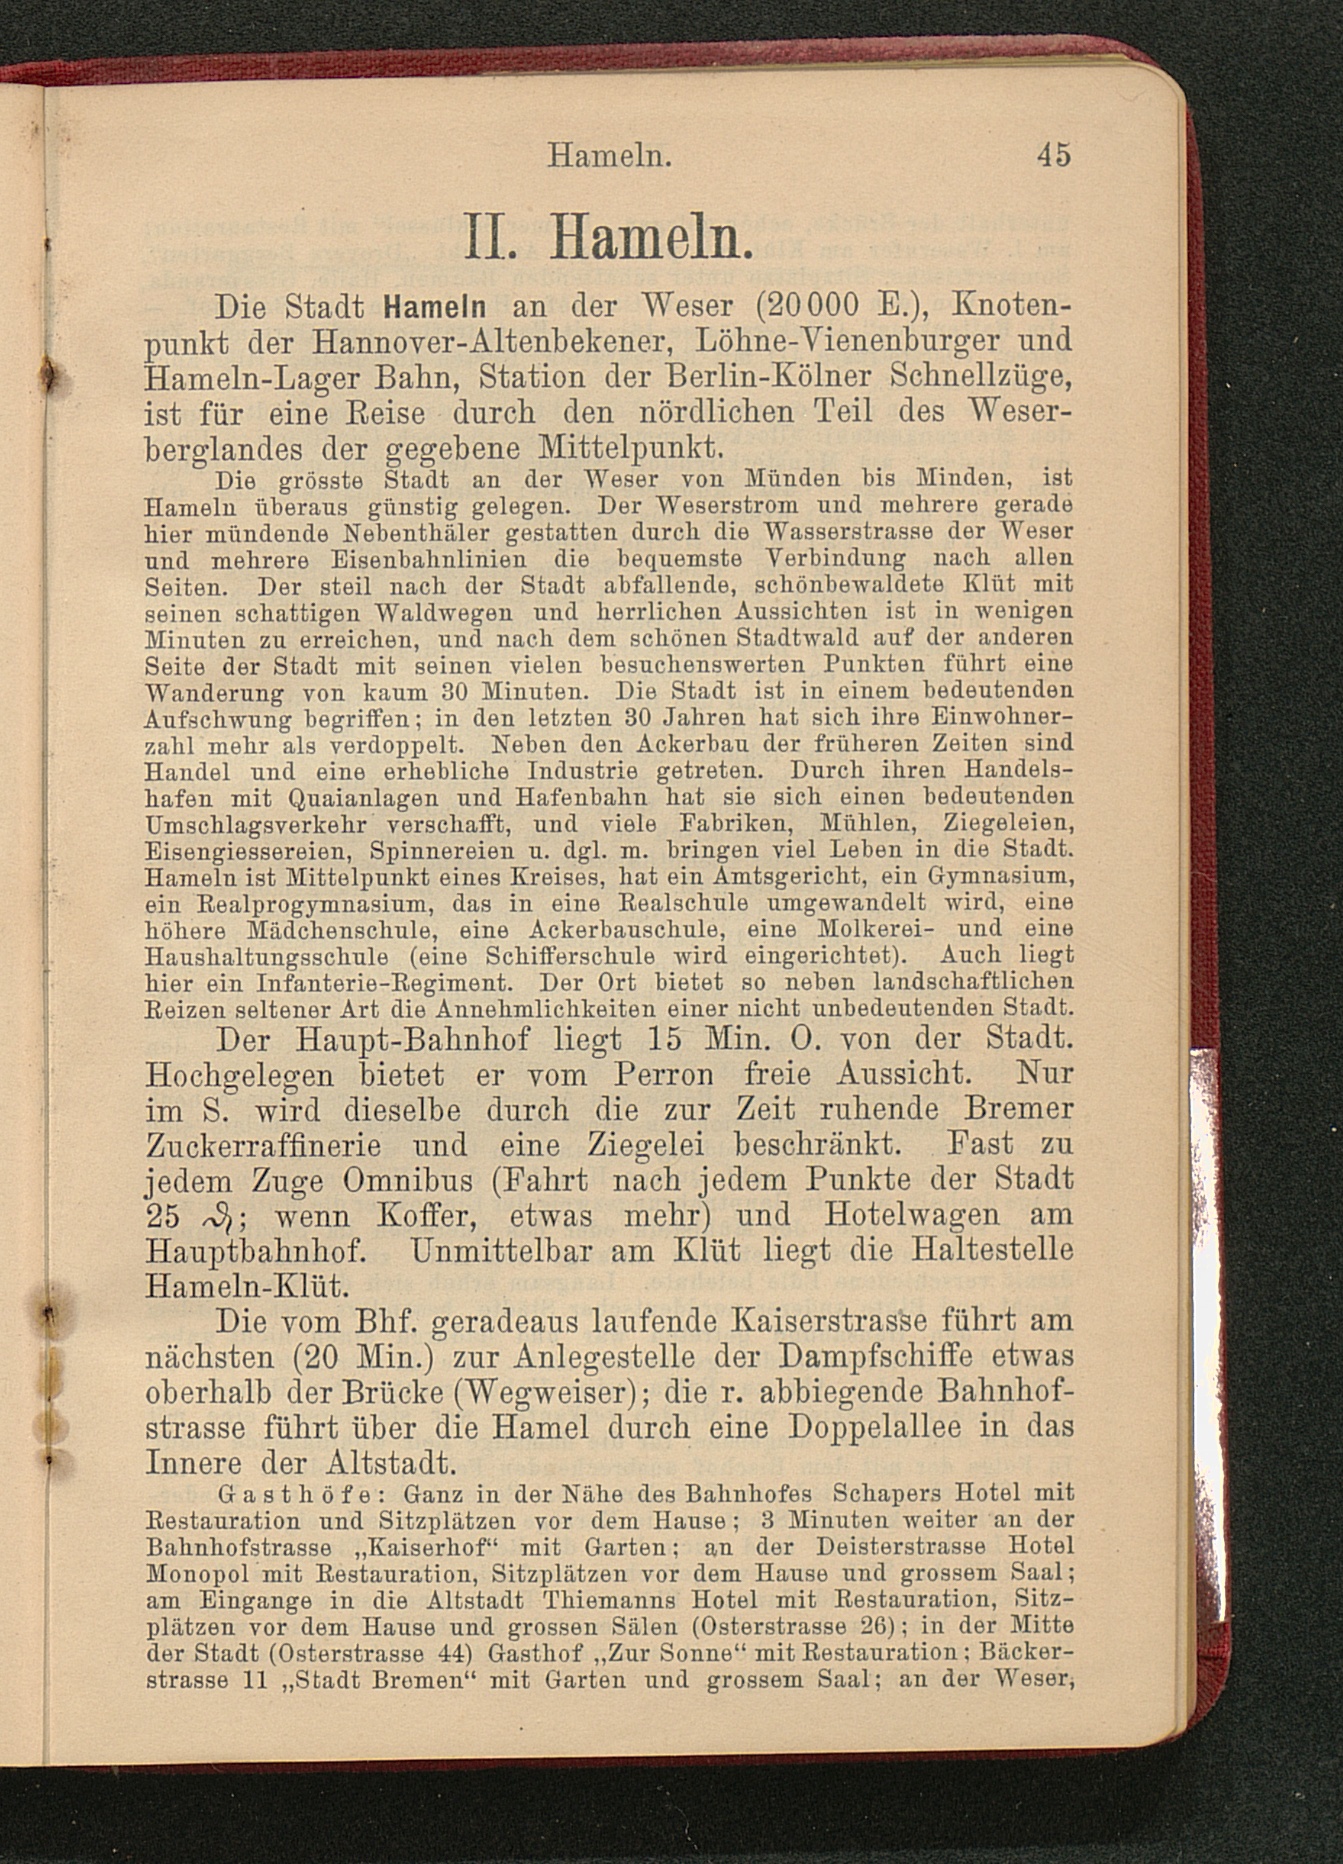 Hameln. 45
II. Hameln.
Die Stadt Hameln an der Weser (20000 E.), Knoten-
punkt der Hannover-Altenbekener, Löhne-Vienenburger und
Hameln-Lager Bahn, Station der Berlin-Kölner Schnellzüge,
ist für eine Reise durch den nördlichen Teil des Weser-
berglandes der gegebene Mittelpunkt.
Die grösste Stadt an der Weser von Münden bis Minden, ist
Hameln überaus günstig gelegen. Der Weserstrom und mehrere gerade
hier mündende Nebenthäler gestatten durch die Wasserstrasse der Weser
und mehrere Eisenbahnlinien die bequemste Verbindung nach allen
Seiten. Der steil nach der Stadt abfallende, schönbewaldete Klüt mit
seinen schattigen Waldwegen und herrlichen Aussichten ist in wenigen
Minuten zu erreichen, und nach dem schönen Stadtwald auf der anderen
Seite der Stadt mit seinen vielen besuchenswerten Punkten führt eine
Wanderung von kaum 30 Minuten. Die Stadt ist in einem bedeutenden
Aufschwung begriffen; in den letzten 30 Jahren hat sich ihre Einwohner-
zahl mehr als verdoppelt. Neben den Ackerbau der früheren Zeiten sind
Handel und eine erhebliche Industrie getreten. Durch ihren Handels-
hafen mit Quaianlagen und Hafenbahn hat sie sich einen bedeutenden
Umschlagsverkehr verschafft, und viele Fabriken, Mühlen, Ziegeleien,
Eisengiessereien, Spinnereien u. dgl. m. bringen viel Leben in die Stadt.
Hameln ist Mittelpunkt eines Kreises, hat ein Amtsgericht, ein Gymnasium,
ein Realprogymnasium, das in eine Realschule umgewandelt wird, eine
höhere Mädchenschule, eine Ackerbauschule, eine Molkerei- und eine
Haushaltungsschule (eine Schifferschule wird eingerichtet). Auch liegt
hier ein Infanterie-Regiment. Der Ort bietet so neben landschaftlichen
Reizen seltener Art die Annehmlichkeiten einer nicht unbedeutenden Stadt.
Der Haupt-Bahnhof liegt 15 Min. O. von der Stadt.
Hochgelegen bietet er vom Perron freie Aussicht. Nur
im S. wird dieselbe durch die zur Zeit ruhende Bremer
Zuckerraffinerie und eine Ziegelei beschränkt. Fast zu
jedem Zuge Omnibus (Fahrt nach jedem Punkte der Stadt
25 ₰; wenn Koffer, etwas mehr) und Hotelwagen am
Hauptbahnhof. Unmittelbar am Klüt liegt die Haltestelle
Hameln-Klüt.
Die vom Bhf. geradeaus laufende Kaiserstrasse führt am
nächsten (20 Min.) zur Anlegestelle der Dampfschiffe etwas
oberhalb der Brücke (Wegweiser); die r. abbiegende Bahnhof-
strasse führt über die Hamel durch eine Doppelallee in das
Innere der Altstadt.
Gasthöfe: Ganz in der Nähe des Bahnhofes Schapers Hotel mit
Restauration und Sitzplätzen vor dem Hause; 3 Minuten weiter an der
Bahnhofstrasse „Kaiserhof“ mit Garten; an der Deisterstrasse Hotel
Monopol mit Restauration, Sitzplätzen vor dem Hause und grossem Saal;
am Eingange in die Altstadt Thiemanns Hotel mit Restauration, Sitz-
plätzen vor dem Hause und grossen Sälen (Osterstrasse 26); in der Mitte
der Stadt (Osterstrasse 44) Gasthof „Zur Sonne“ mit Restauration; Bäcker-
strasse 11 „Stadt Bremen“ mit Garten und grossem Saal; an der Weser,